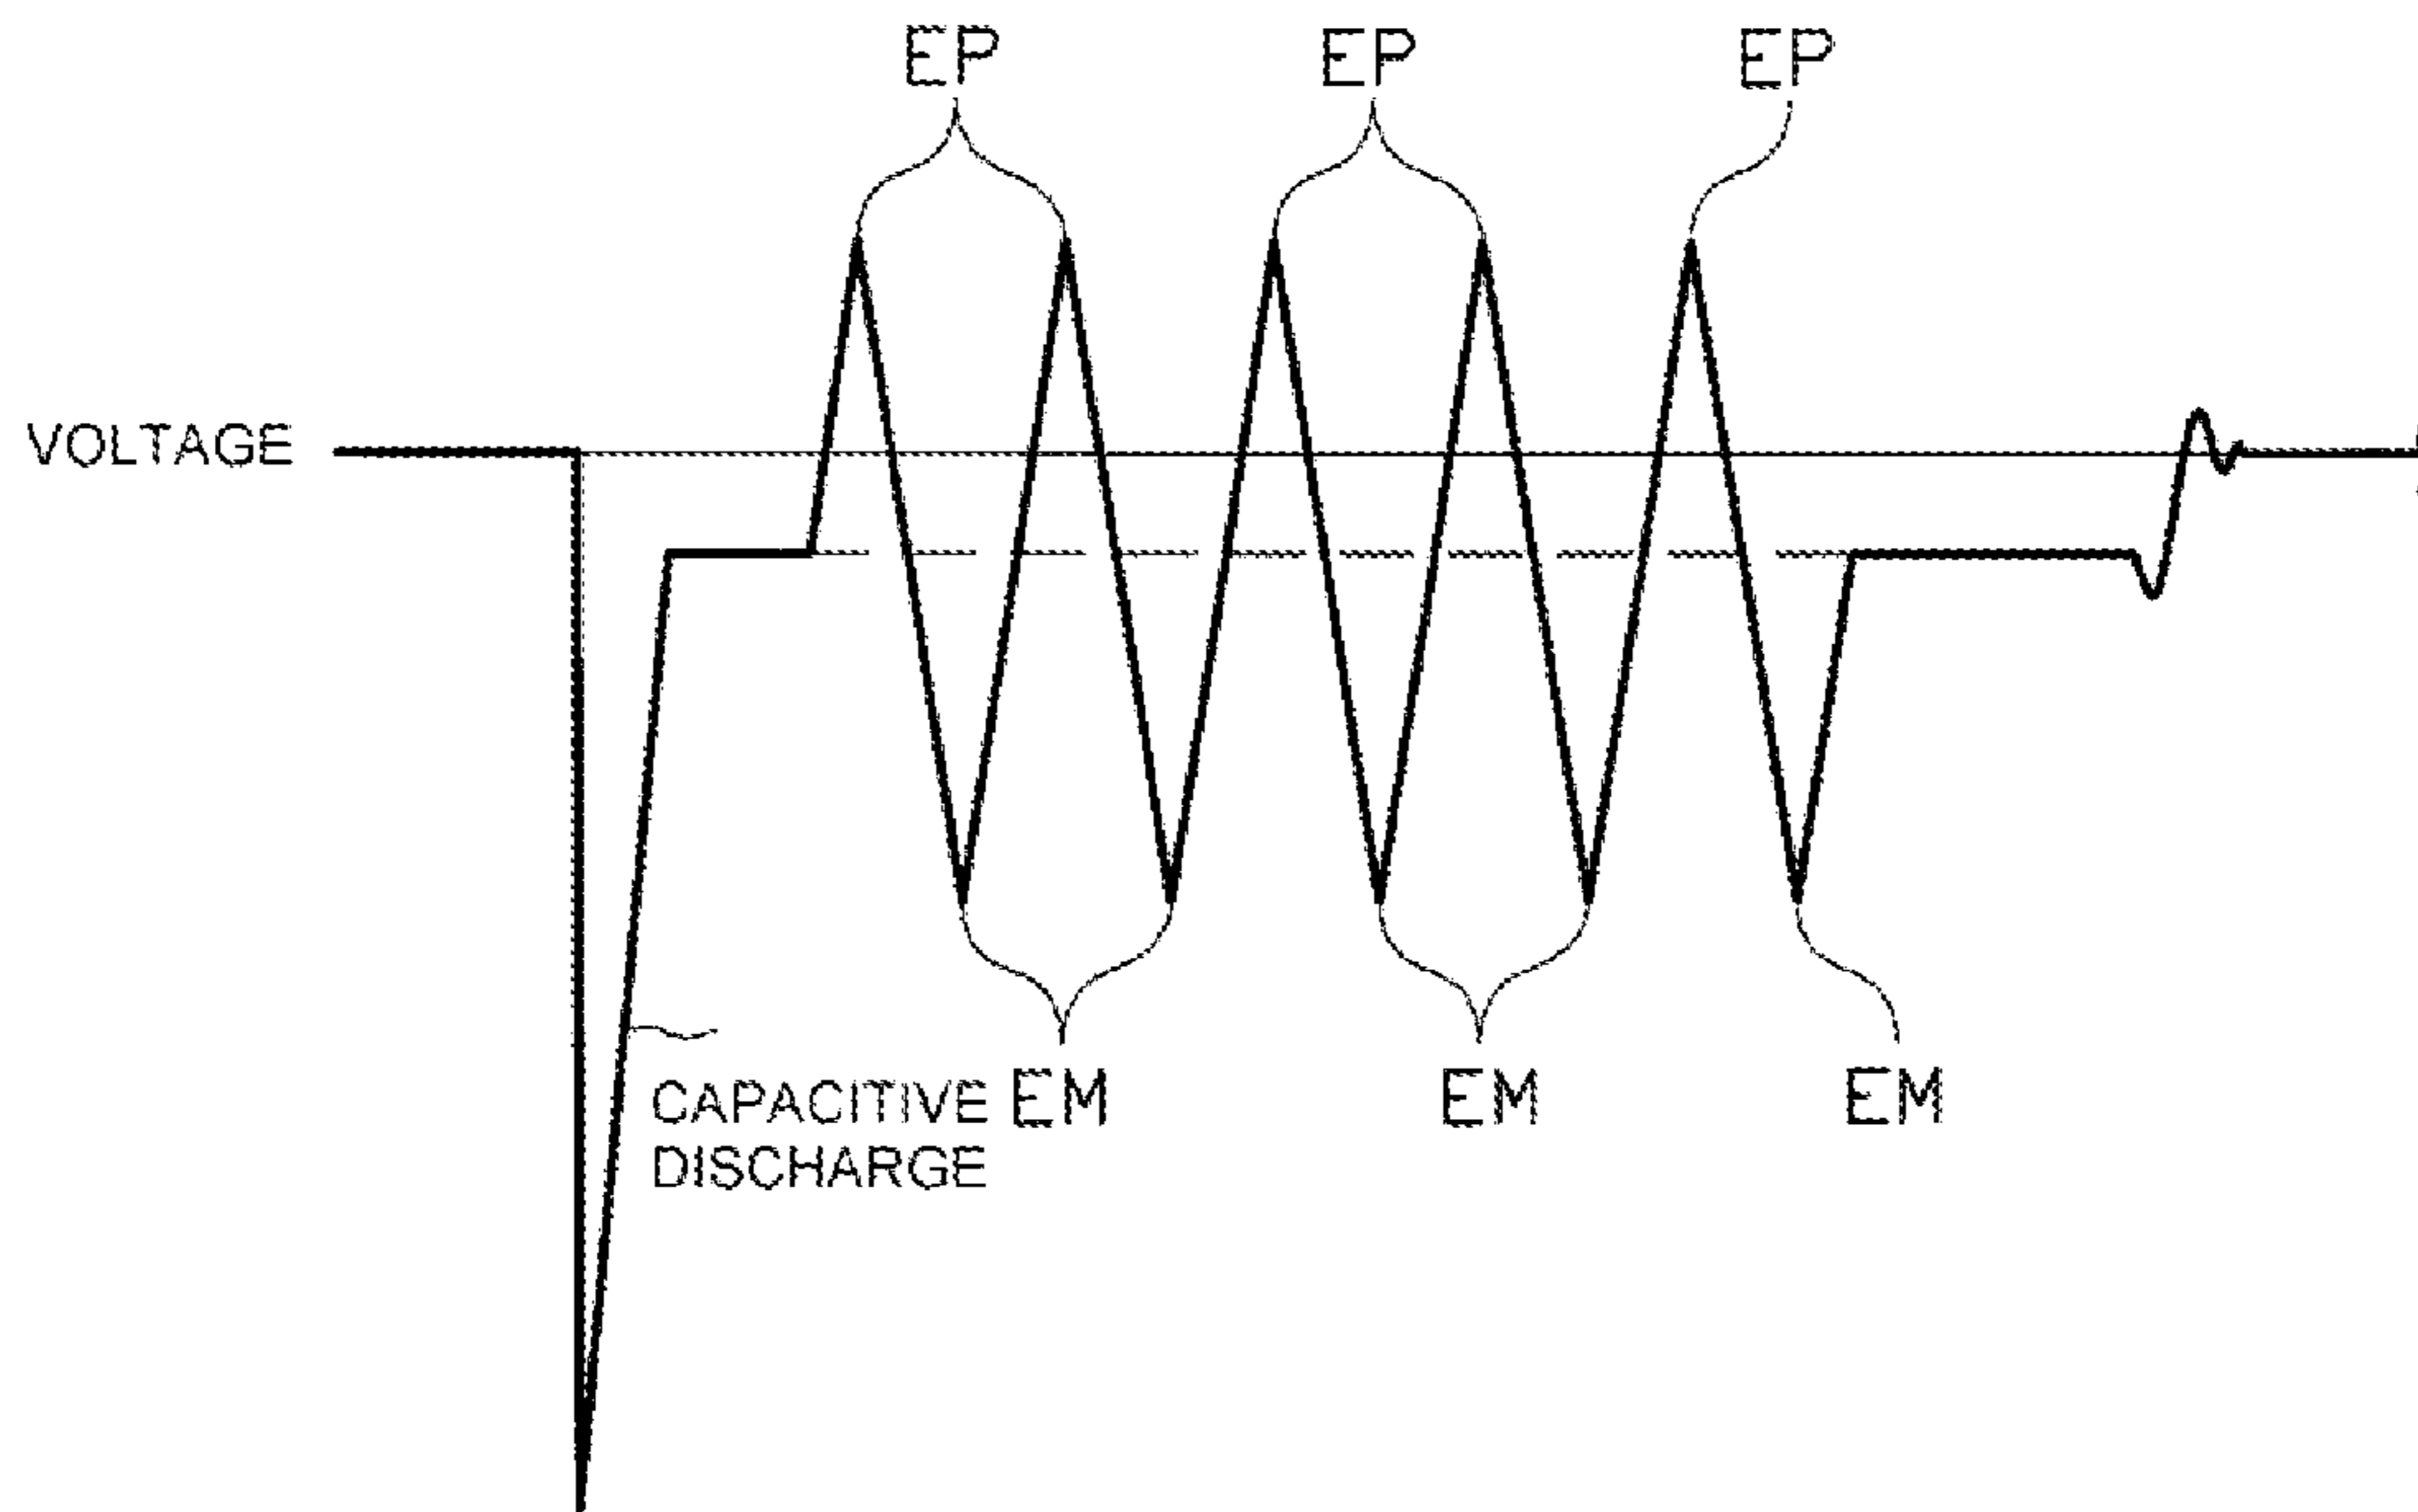 EP EP EP
VOLTAGE
CAPACITIVE
DISCHARGE
EM EM EM